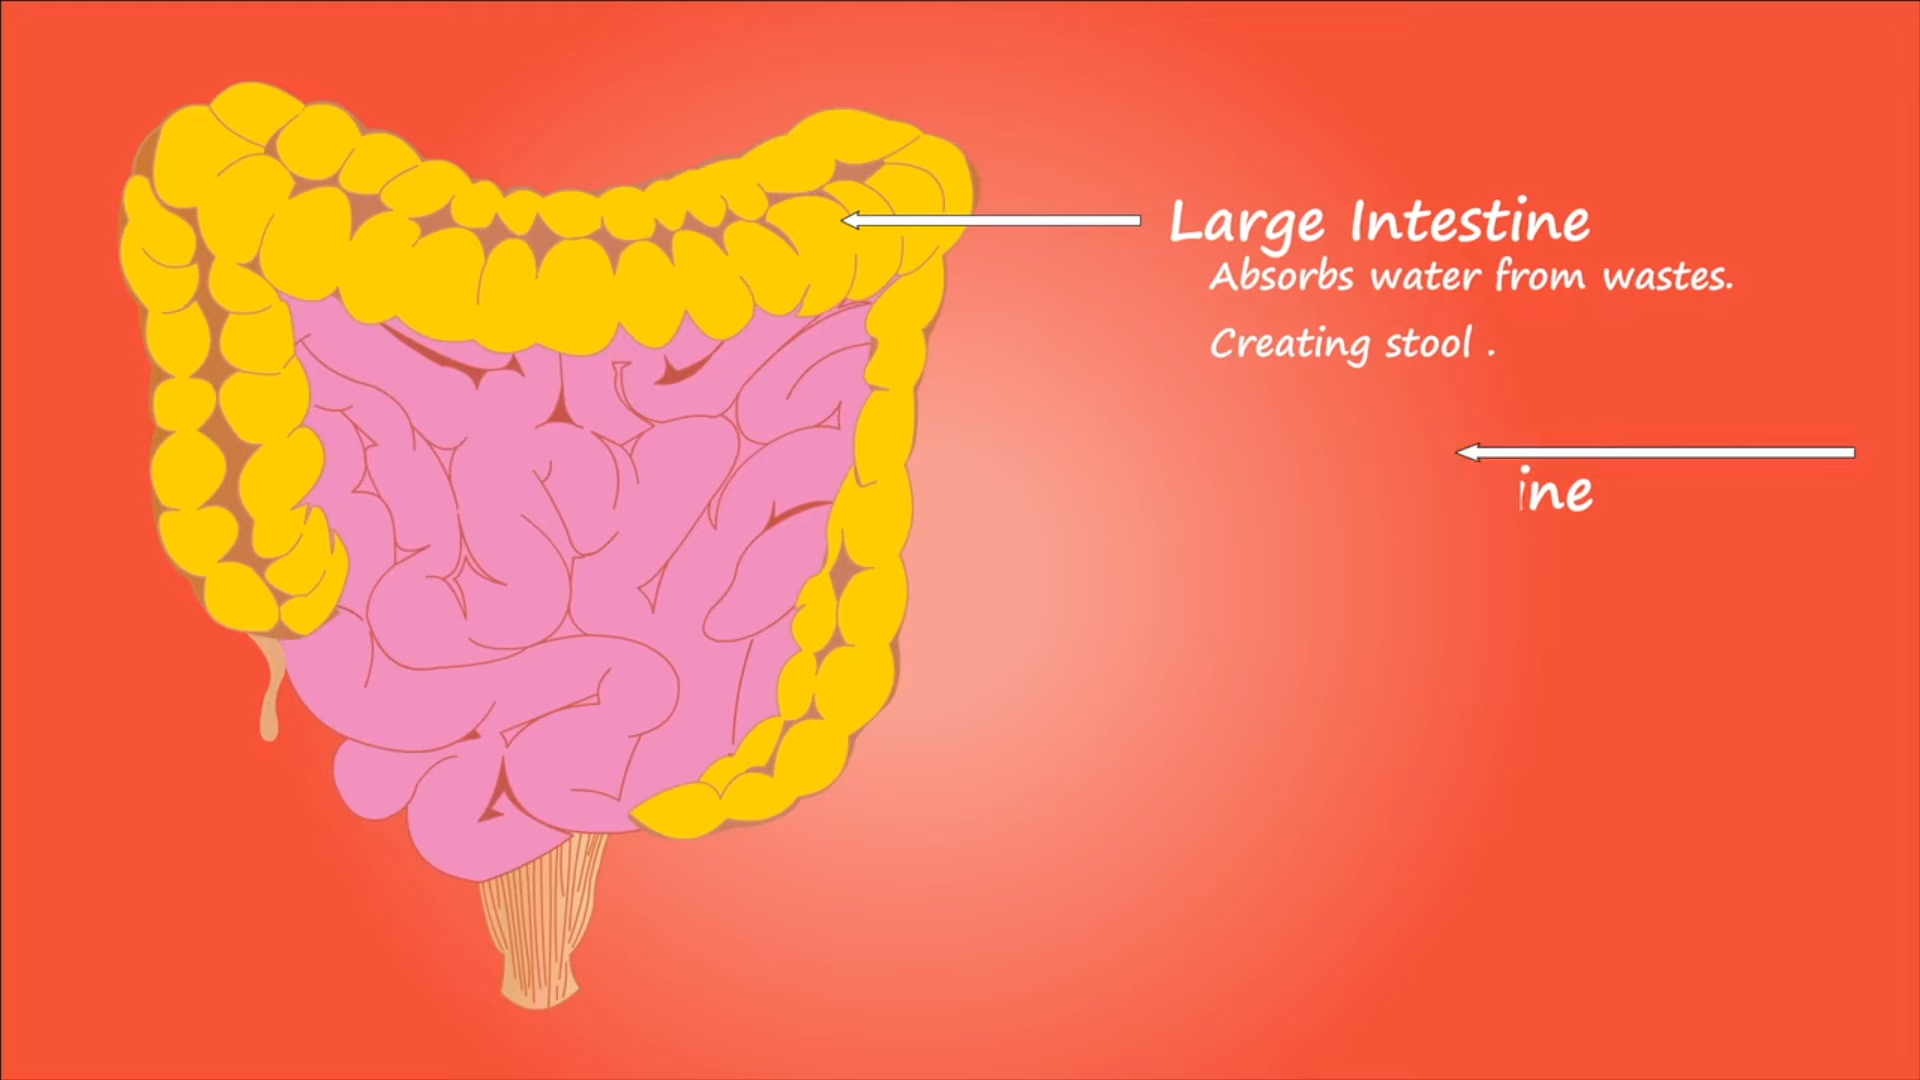 Large Intestine
Absorbs water from wastes.
Creating stool .
ine